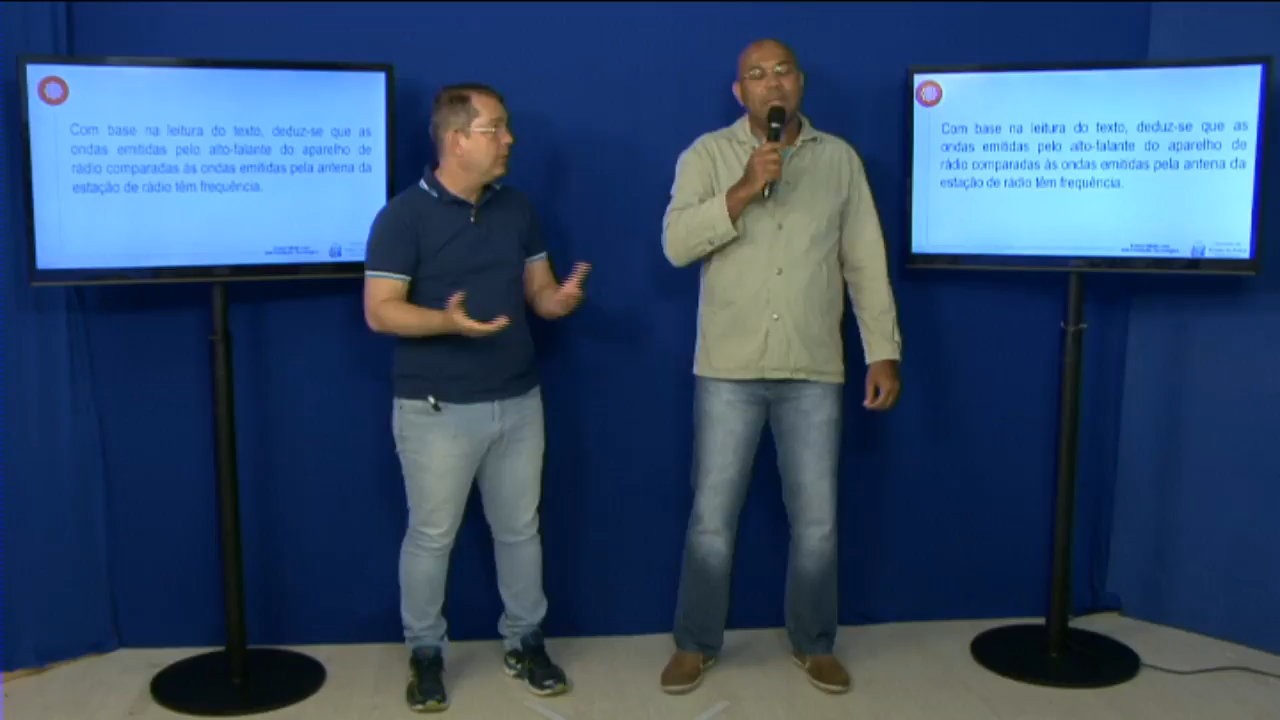 Com base na leitura do texto, deduz-se que as
ondas emitidas pelo alto-falante do aparelho de
rádio comparadas às ondas emitidas pela antena da
estação de rádio têm frequência.
Com base na leitura do texto, deduz-se que as
ondas emitidas pelo alto-falante do aparelho de
rádio comparadas às ondas emitidas pela antena da
estação de rádio têm frequência.